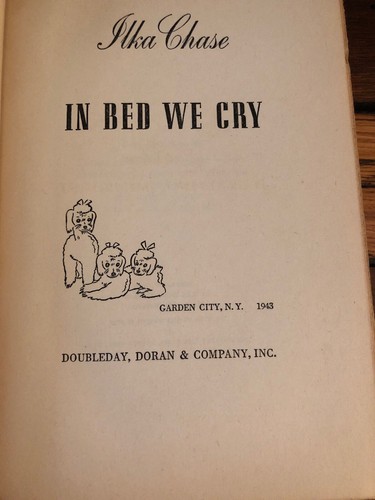 Ilka Chase
IN BED WE CRY
GARDEN CITY, N.Y. 1943
DOUBLEDAY, DORAN & COMPANY, INC.